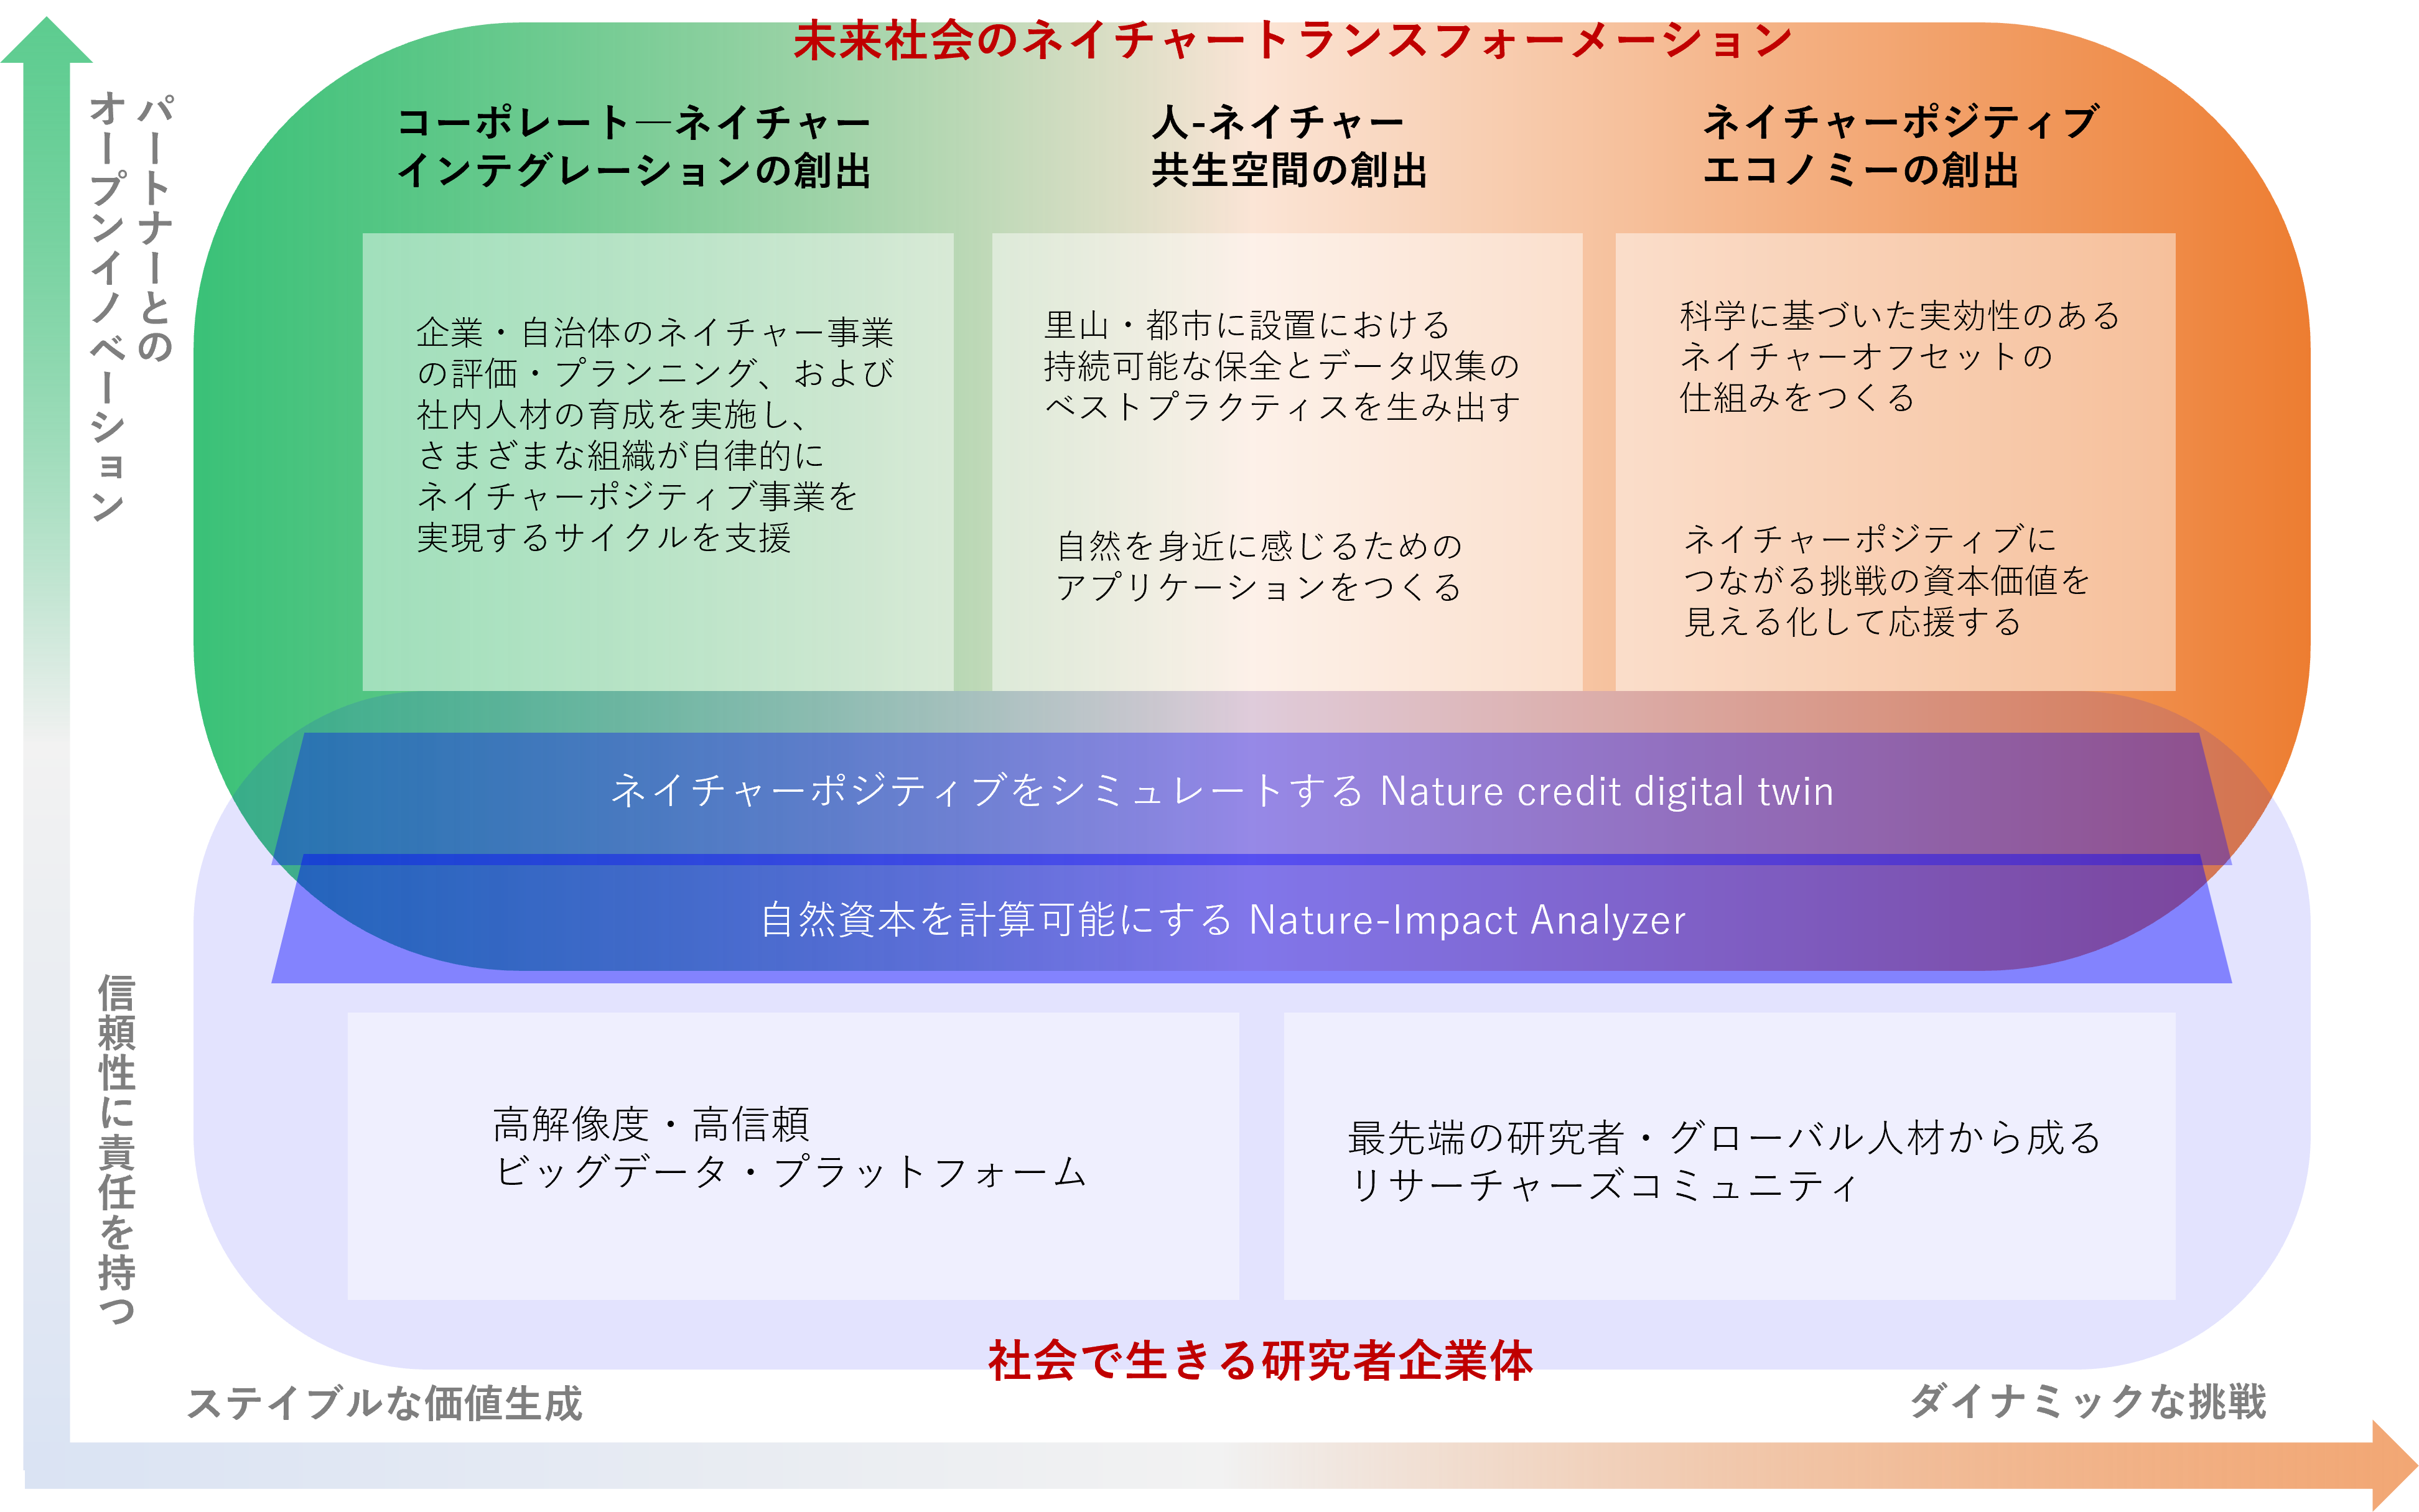 未来社会のネイチャートランスフォーメーション
パートナーとの
オープンイノベーション
コーポレート―ネイチャー
インテグレーションの創出
企業・自治体のネイチャー事業
の評価・プランニング、および
社内人材の育成を実施し、
さまざまな組織が自律的に
ネイチャーポジティブ事業を
実現するサイクルを支援
人-ネイチャー
共生空間の創出
里山・都市に設置における
持続可能な保全とデータ収集の
ベストプラクティスを生み出す
自然を身近に感じるための
アプリケーションをつくる
ネイチャーポジティブ
エコノミーの創出
科学に基づいた実効性のある
ネイチャーオフセットの
仕組みをつくる
ネイチャーポジティブに
つながる挑戦の資本価値を
見える化して応援する
ネイチャーポジティブをシミュレートする Nature credit digital twin
自然資本を計算可能にする Nature-Impact Analyzer
信頼性に責任を持つ
高解像度・高信頼
ビッグデータ・プラットフォーム
最先端の研究者・グローバル人材から成る
リサーチャーズコミュニティ
社会で生きる研究者企業体
ステイブルな価値生成
ダイナミックな挑戦